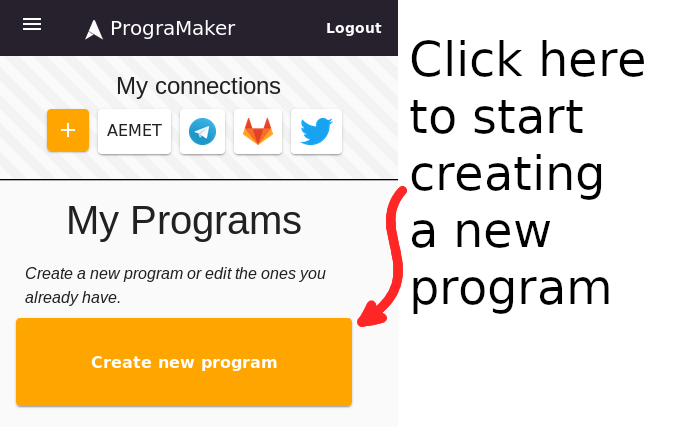 PrograMaker
Logout
My connections
+
AEMET
My Programs
Create a new program or edit the ones you
already have.
Create new program
Click here
to start
creating
a new
program